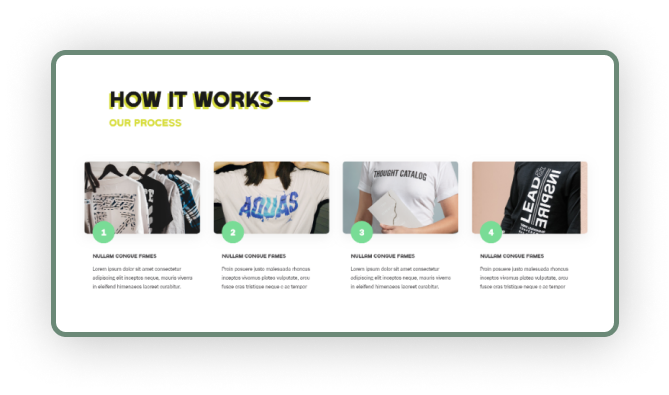 HOW IT WORKS
OUR PROCESS
AQUAS
THOUGHT CATALOG
LEAD &
INSPIRE
1
2
3
4
NULLAM CONGUE FAMES
Lorem ipsum dolor sit amet consectetur
adipiscing elit inceptos neque, mauris viverra
in eleifend himenaeos laoreet curabitur.
NULLAM CONGUE FAMES
Proin posuere justo malesuada rhoncus
inceptos vivamus platea vulputate, arcu
fusce cras tristique neque a ac tempor
NULLAM CONGUE FAMES
Lorem ipsum dolor sit amet consectetur
adipiscing elit inceptos neque, mauris viverra
in eleifend himenaeos laoreet curabitur.
NULLAM CONGUE FAMES
Proin posuere justo malesuada rhoncus
inceptos vivamus platea vulputate, arcu
fusce cras tristique neque a ac tempor